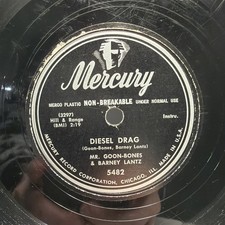 Mercury
MERCO PLASTIC NON-BREAKABLE UNDER NORMAL USE
(3297)
Hill & Range
(BMI) 2:19
Instr.
DIESEL DRAG
(Goon-Bones, Barney Lantz)
MR. GOON-BONES
& BARNEY LANTZ
5482
MERCURY RECORD CORPORATION, CHICAGO, ILL. MADE IN U.S.A.